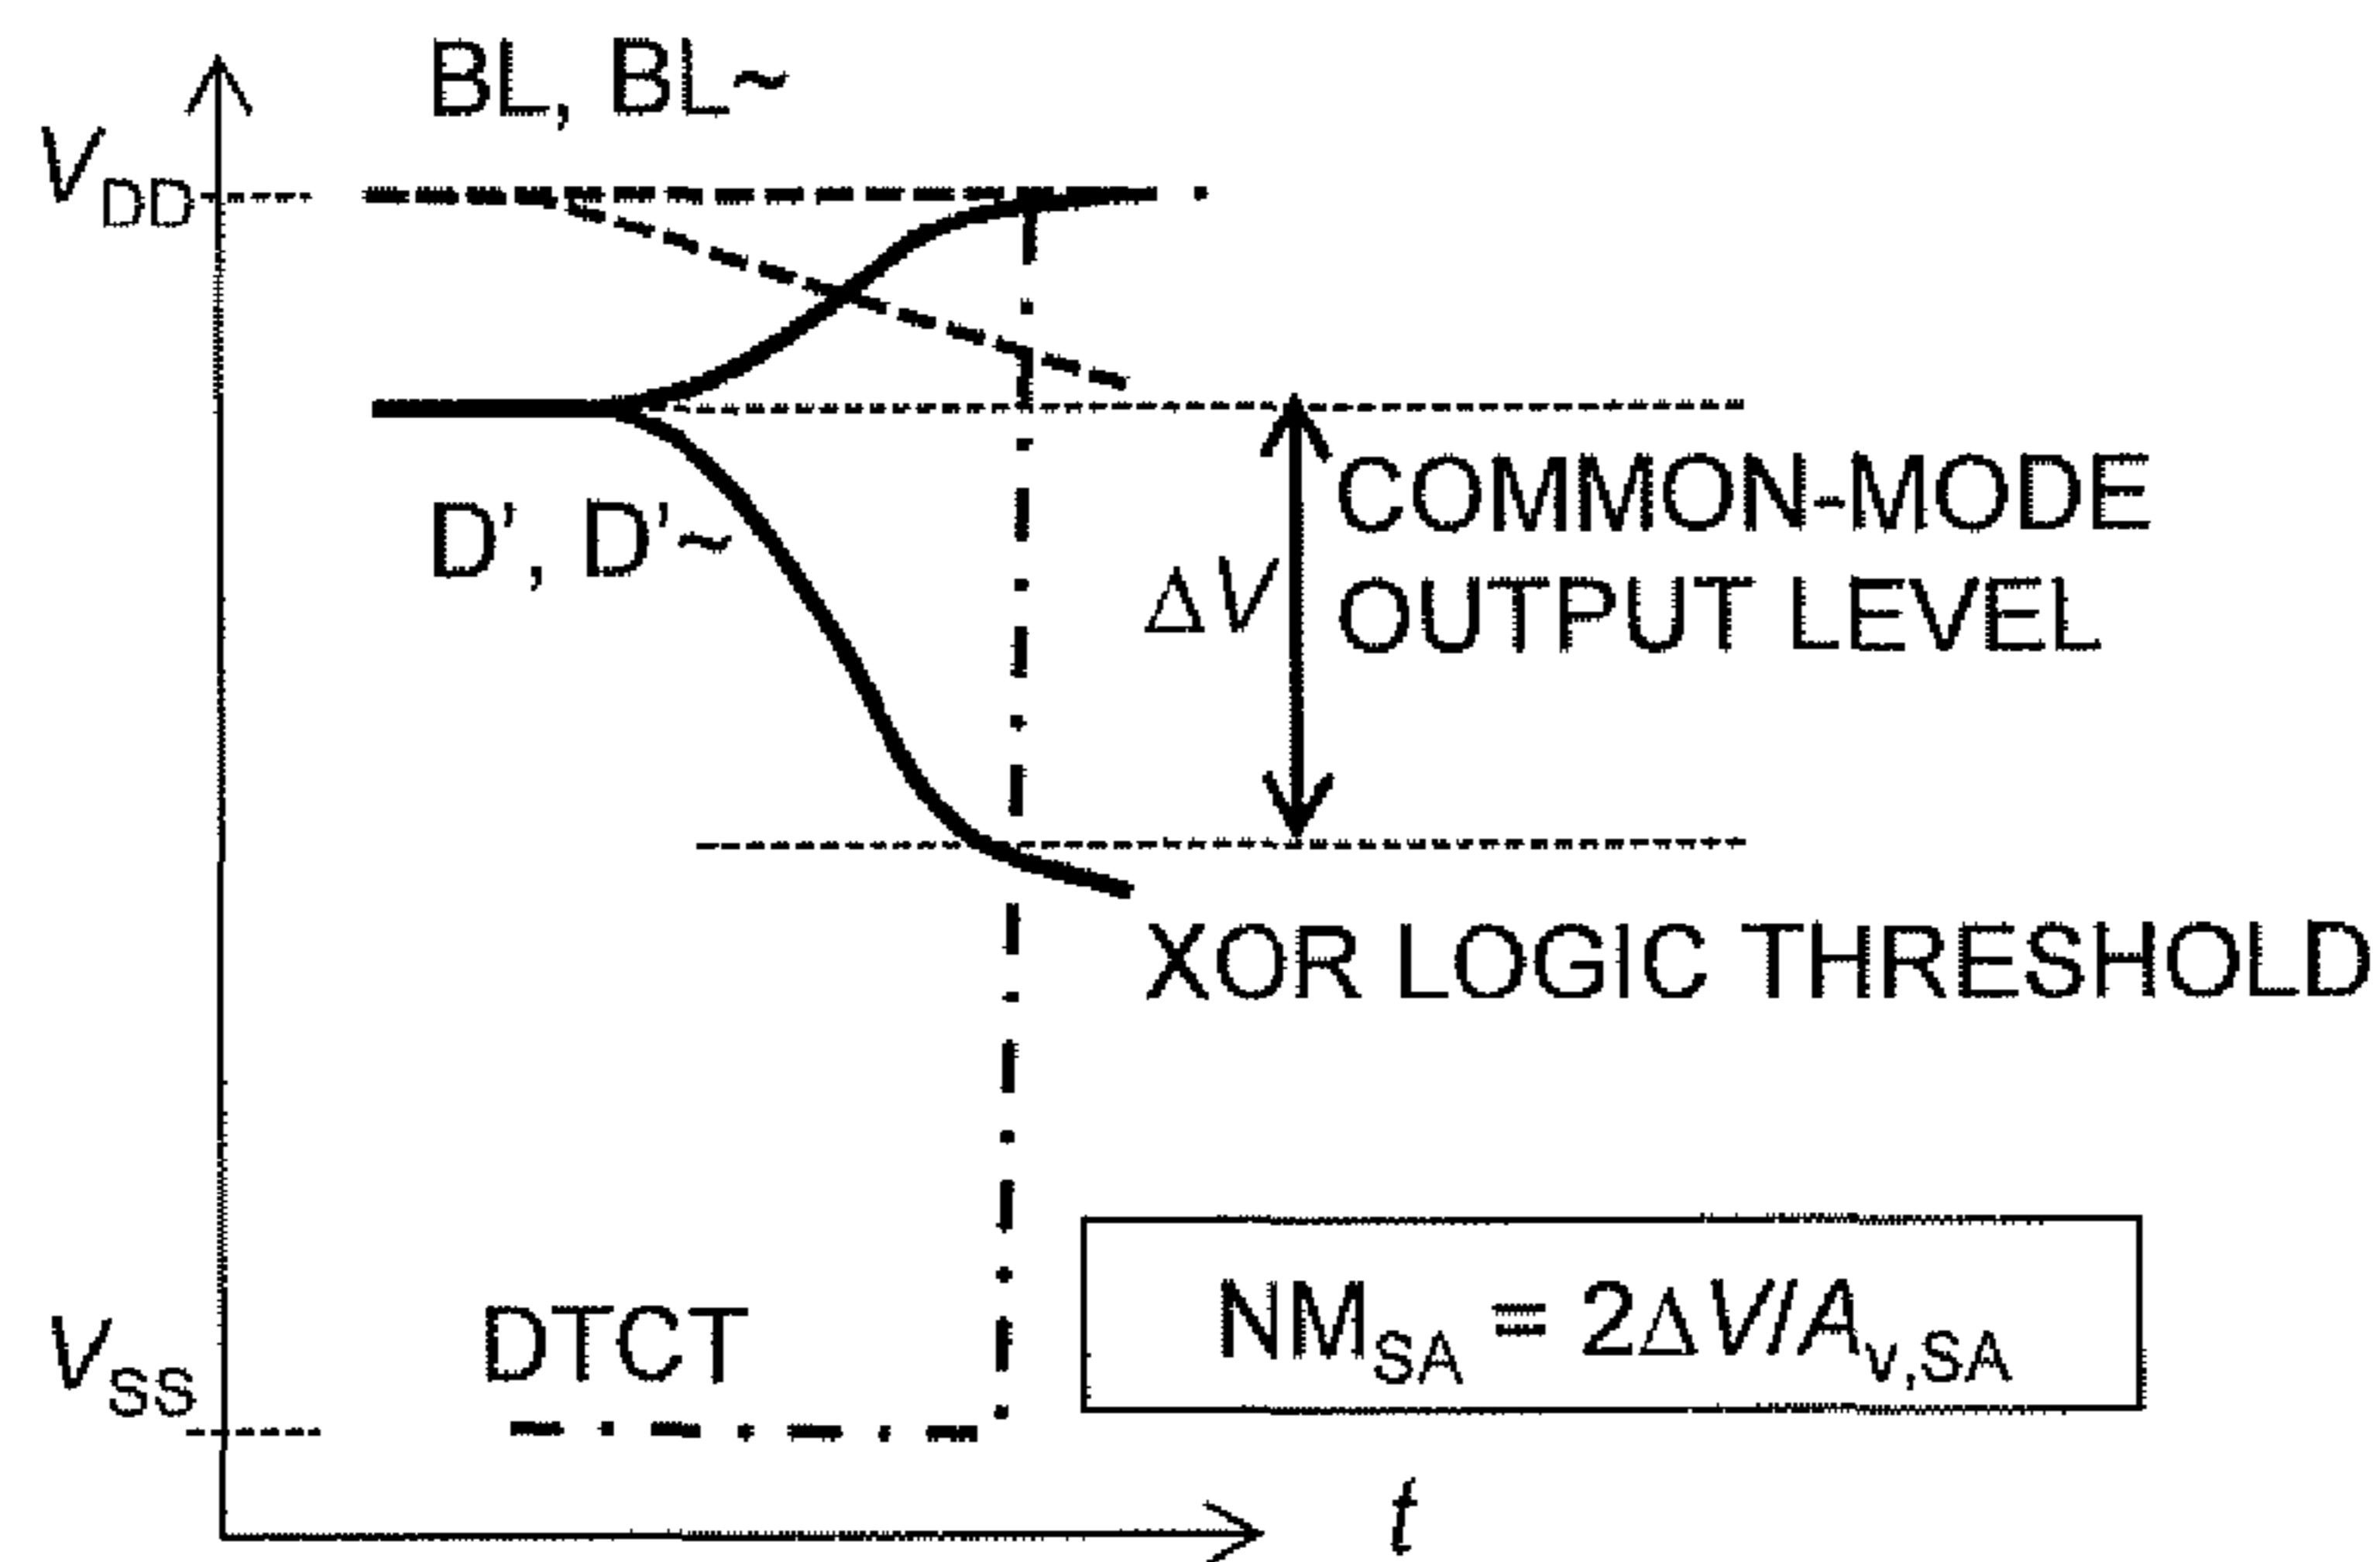 BL, BL~
VDD
D’, D’~
COMMON-MODE
ΔV OUTPUT LEVEL
XOR LOGIC THRESHOLD
DTCT
NMSA = 2ΔV/Av,SA
VSS
t